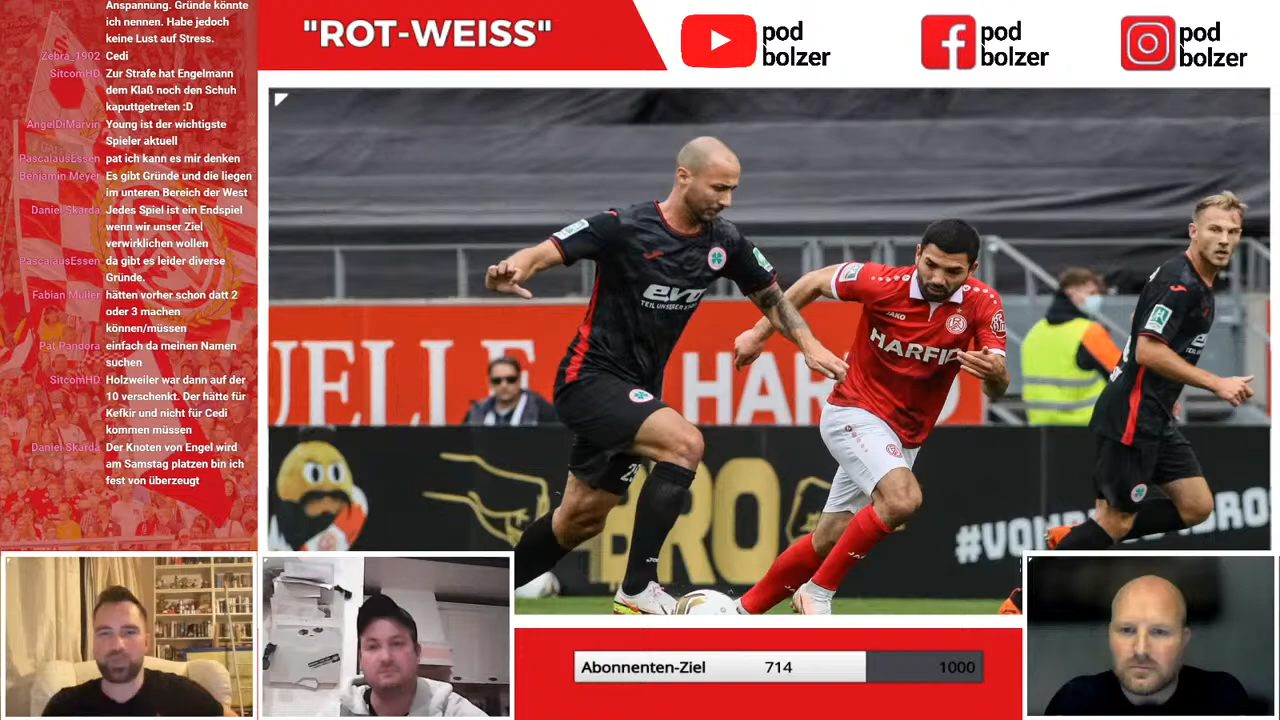 Anspannung. Gründe könnte
ich nennen. Habe jedoch
keine Lust auf Stress.
Zebra_1902 Cedi
SitcomHD Zur Strafe hat Engelmann
dem Klaß noch den Schuh
kaputtgetreten :D
AngelDiMarvin Young ist der wichtigste
Spieler aktuell
PascalausEssen pat ich kann es mir denken
Benjamin Meyer Es gibt Gründe und die liegen
im unteren Bereich der West
Daniel Skarda Jedes Spiel ist ein Endspiel
wenn wir unser Ziel
verwirklichen wollen
PascalausEssen da gibt es leider diverse
Gründe.
Fabian Müller hätten vorher schon datt 2
oder 3 machen
können/müssen
Pat Pandora einfach da meinen Namen
suchen
SitcomHD Holzweiler war dann auf der
10 verschenkt. Der hätte für
Kefkir und nicht für Cedi
kommen müssen
Daniel Skarda Der Knoten von Engel wird
am Samstag platzen bin ich
fest von überzeugt
"ROT-WEISS"
pod
bolzer
pod
bolzer
pod
bolzer
evo
JAKO
HARFID
UELLE
HAR
BRO
Abonnenten-Ziel 714 1000